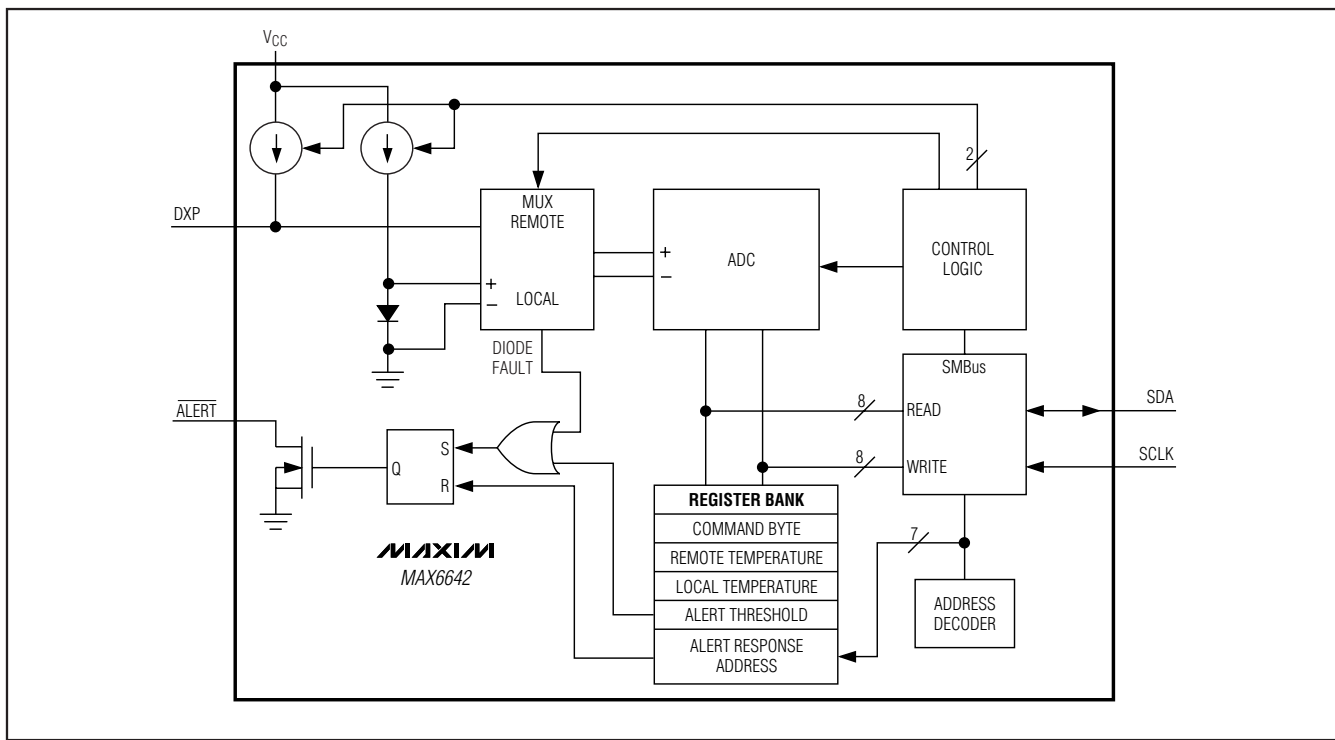 VCC
2
DXP
MUX
REMOTE
+
−
LOCAL
+
−
ADC
CONTROL
LOGIC
DIODE
FAULT
SMBus
READ
WRITE
8
8
SDA
SCLK
ALERT
Q
S
R
MAXIM
MAX6642
REGISTER BANK
COMMAND BYTE
REMOTE TEMPERATURE
LOCAL TEMPERATURE
ALERT THRESHOLD
ALERT RESPONSE
ADDRESS
7
ADDRESS
DECODER